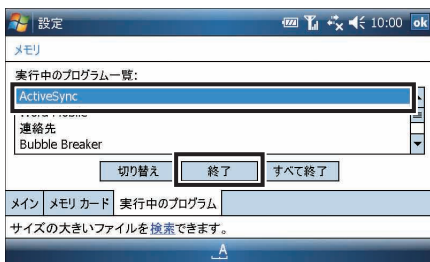 設定
10:00 ok
メモリ
実行中のプログラム一覧:
ActiveSync
Word Mobile
連絡先
Bubble Breaker
切り替え 終了 すべて終了
メイン メモリ カード 実行中のプログラム
サイズの大きいファイルを検索できます。
A